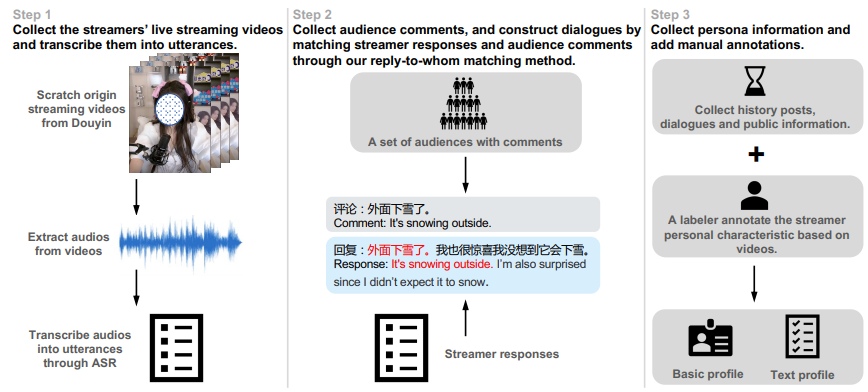 Step 1
Collect the streamers' live streaming videos
and transcribe them into utterances.
Scratch origin
streaming videos
from Douyin
Extract audios
from videos
Transcribe audios
into utterances
through ASR
Step 2
Collect audience comments, and construct dialogues by
matching streamer responses and audience comments
through our reply-to-whom matching method.
A set of audiences with comments
评论：外面下雪了。
Comment: It's snowing outside.
回复：外面下雪了。我也很惊喜我没想到它会下雪。
Response: It's snowing outside. I'm also surprised
since I didn't expect it to snow.
Streamer responses
Step 3
Collect persona information and
add manual annotations.
Collect history posts,
dialogues and public information.
+
A labeler annotate the streamer
personal characteristic based on
videos.
Basic profile
Text profile